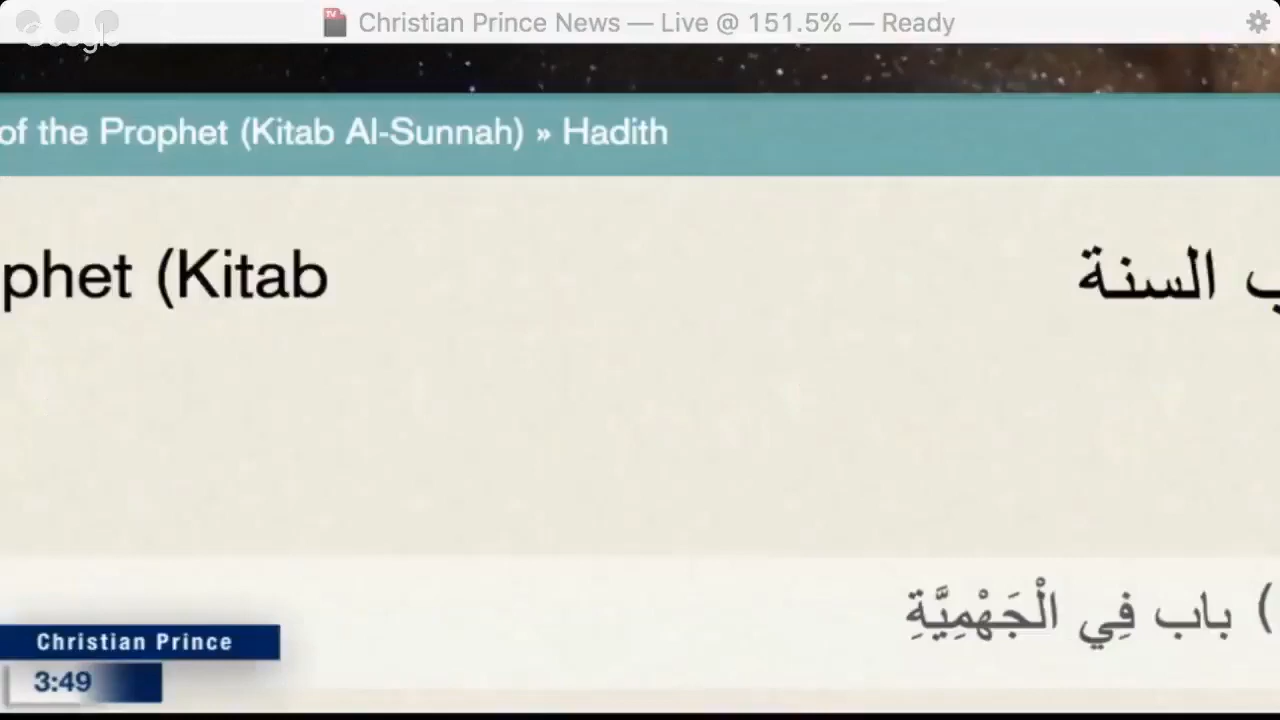 Christian Prince News — Live @ 151.5% — Ready
Google
of the Prophet (Kitab Al-Sunnah) » Hadith
phet (Kitab
ب السنة
) باب فِي الْجَهْمِيَّةِ
Christian Prince
3:49